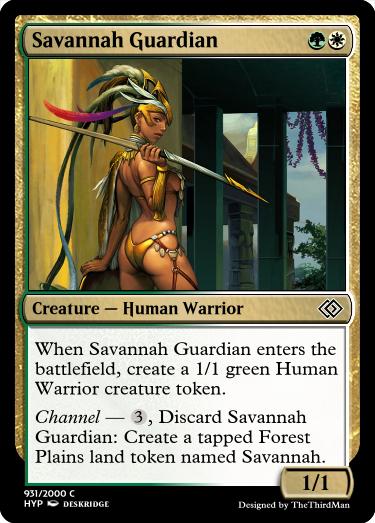 Savannah Guardian
Creature — Human Warrior
When Savannah Guardian enters the
battlefield, create a 1/1 green Human
Warrior creature token.
Channel — 3, Discard Savannah
Guardian: Create a tapped Forest
Plains land token named Savannah.
1/1
931/2000 C
HYP DESKRIDGE
Designed by TheThirdMan